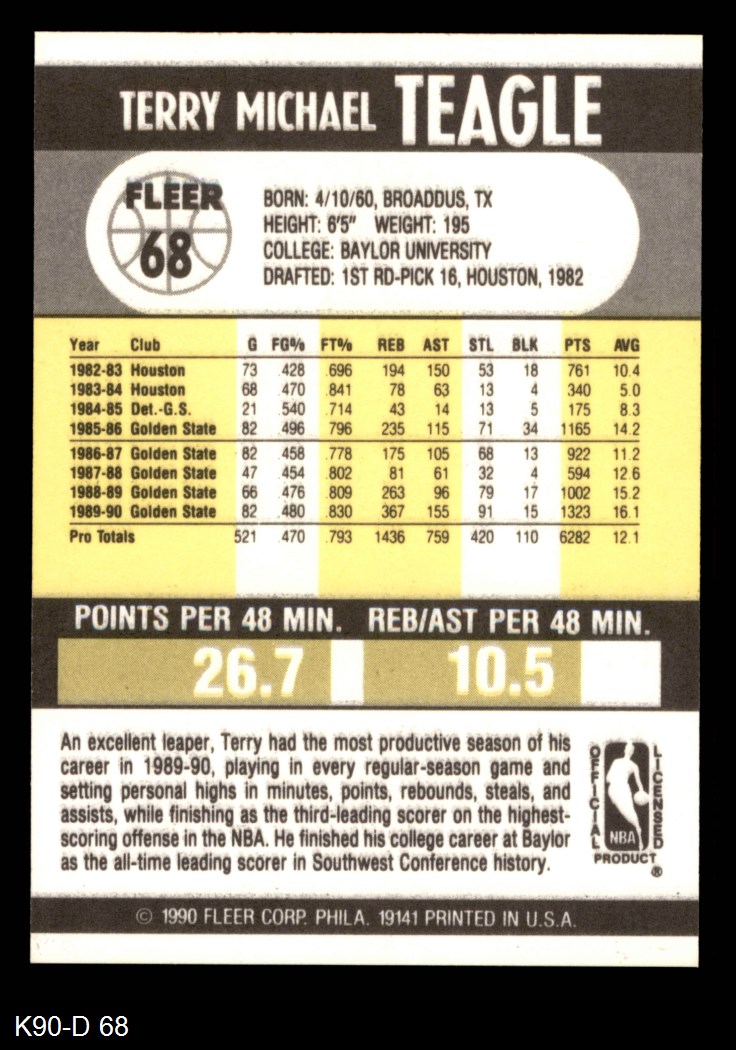 TERRY MICHAEL TEAGLE
FLEER
68
BORN: 4/10/60, BROADDUS, TX
HEIGHT: 6'5" WEIGHT: 195
COLLEGE: BAYLOR UNIVERSITY
DRAFTED: 1ST RD-PICK 16, HOUSTON, 1982
Year Club G FG% FT% REB AST STL BLK PTS AVG
1982-83 Houston 73 .428 .696 194 150 53 18 761 10.4
1983-84 Houston 68 .470 .841 78 63 13 4 340 5.0
1984-85 Det.-G.S. 21 .540 .714 43 14 13 5 175 8.3
1985-86 Golden State 82 .496 .796 235 115 71 34 1165 14.2
1986-87 Golden State 82 .458 .778 175 105 68 13 922 11.2
1987-88 Golden State 47 .454 .802 81 61 32 4 594 12.6
1988-89 Golden State 66 .476 .809 263 96 79 17 1002 15.2
1989-90 Golden State 82 .480 .830 367 155 91 15 1323 16.1
Pro Totals 521 .470 .793 1436 759 420 110 6282 12.1
POINTS PER 48 MIN. REB/AST PER 48 MIN.
26.7 10.5
An excellent leaper, Terry had the most productive season of his
career in 1989-90, playing in every regular-season game and
setting personal highs in minutes, points, rebounds, steals, and
assists, while finishing as the third-leading scorer on the highest-
scoring offense in the NBA. He finished his college career at Baylor
as the all-time leading scorer in Southwest Conference history.
OFFICIAL
LICENSED
NBA
PRODUCT
®
© 1990 FLEER CORP. PHILA. 19141 PRINTED IN U.S.A.
K90-D 68